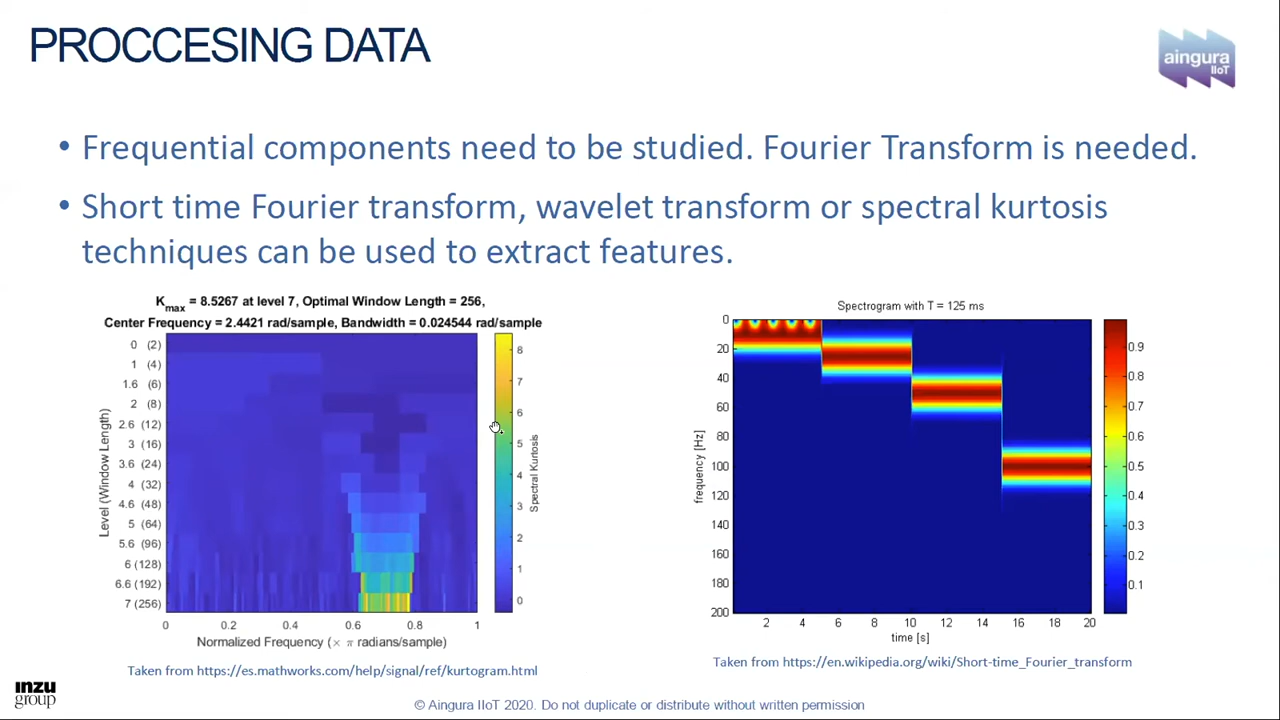 PROCCESING DATA
aingura
IIoT
• Frequential components need to be studied. Fourier Transform is needed.
• Short time Fourier transform, wavelet transform or spectral kurtosis
techniques can be used to extract features.
Kmax = 8.5267 at level 7, Optimal Window Length = 256,
Center Frequency = 2.4421 rad/sample, Bandwidth = 0.024544 rad/sample
Level (Window Length)
0 (2)
1 (4)
1.6 (6)
2 (8)
2.6 (12)
3 (16)
3.6 (24)
4 (32)
4.6 (48)
5 (64)
5.6 (96)
6 (128)
6.6 (192)
7 (256)
0 0.2 0.4 0.6 0.8 1
Normalized Frequency (× π radians/sample)
8
7
6
5
4
3
2
1
0
Spectral Kurtosis
Taken from https://es.mathworks.com/help/signal/ref/kurtogram.html
Spectrogram with T = 125 ms
frequency [Hz]
0
20
40
60
80
100
120
140
160
180
200
2 4 6 8 10 12 14 16 18 20
time [s]
0.9
0.8
0.7
0.6
0.5
0.4
0.3
0.2
0.1
Taken from https://en.wikipedia.org/wiki/Short-time_Fourier_transform
inzu
group
© Aingura IIoT 2020. Do not duplicate or distribute without written permission